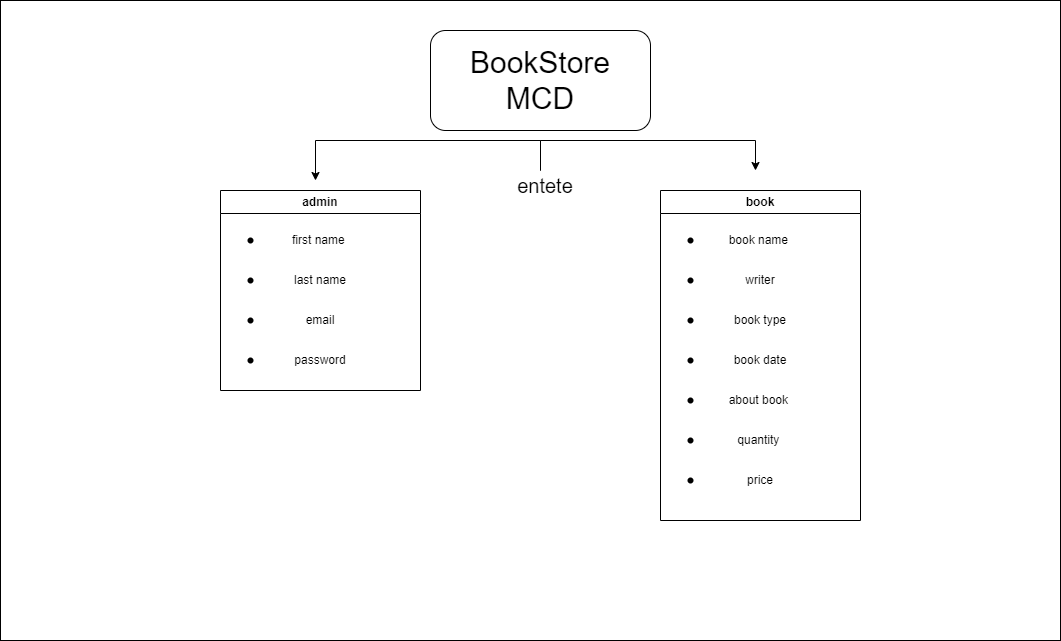 BookStore
MCD
entete
admin
first name
last name
email
password
book
book name
writer
book type
book date
about book
quantity
price